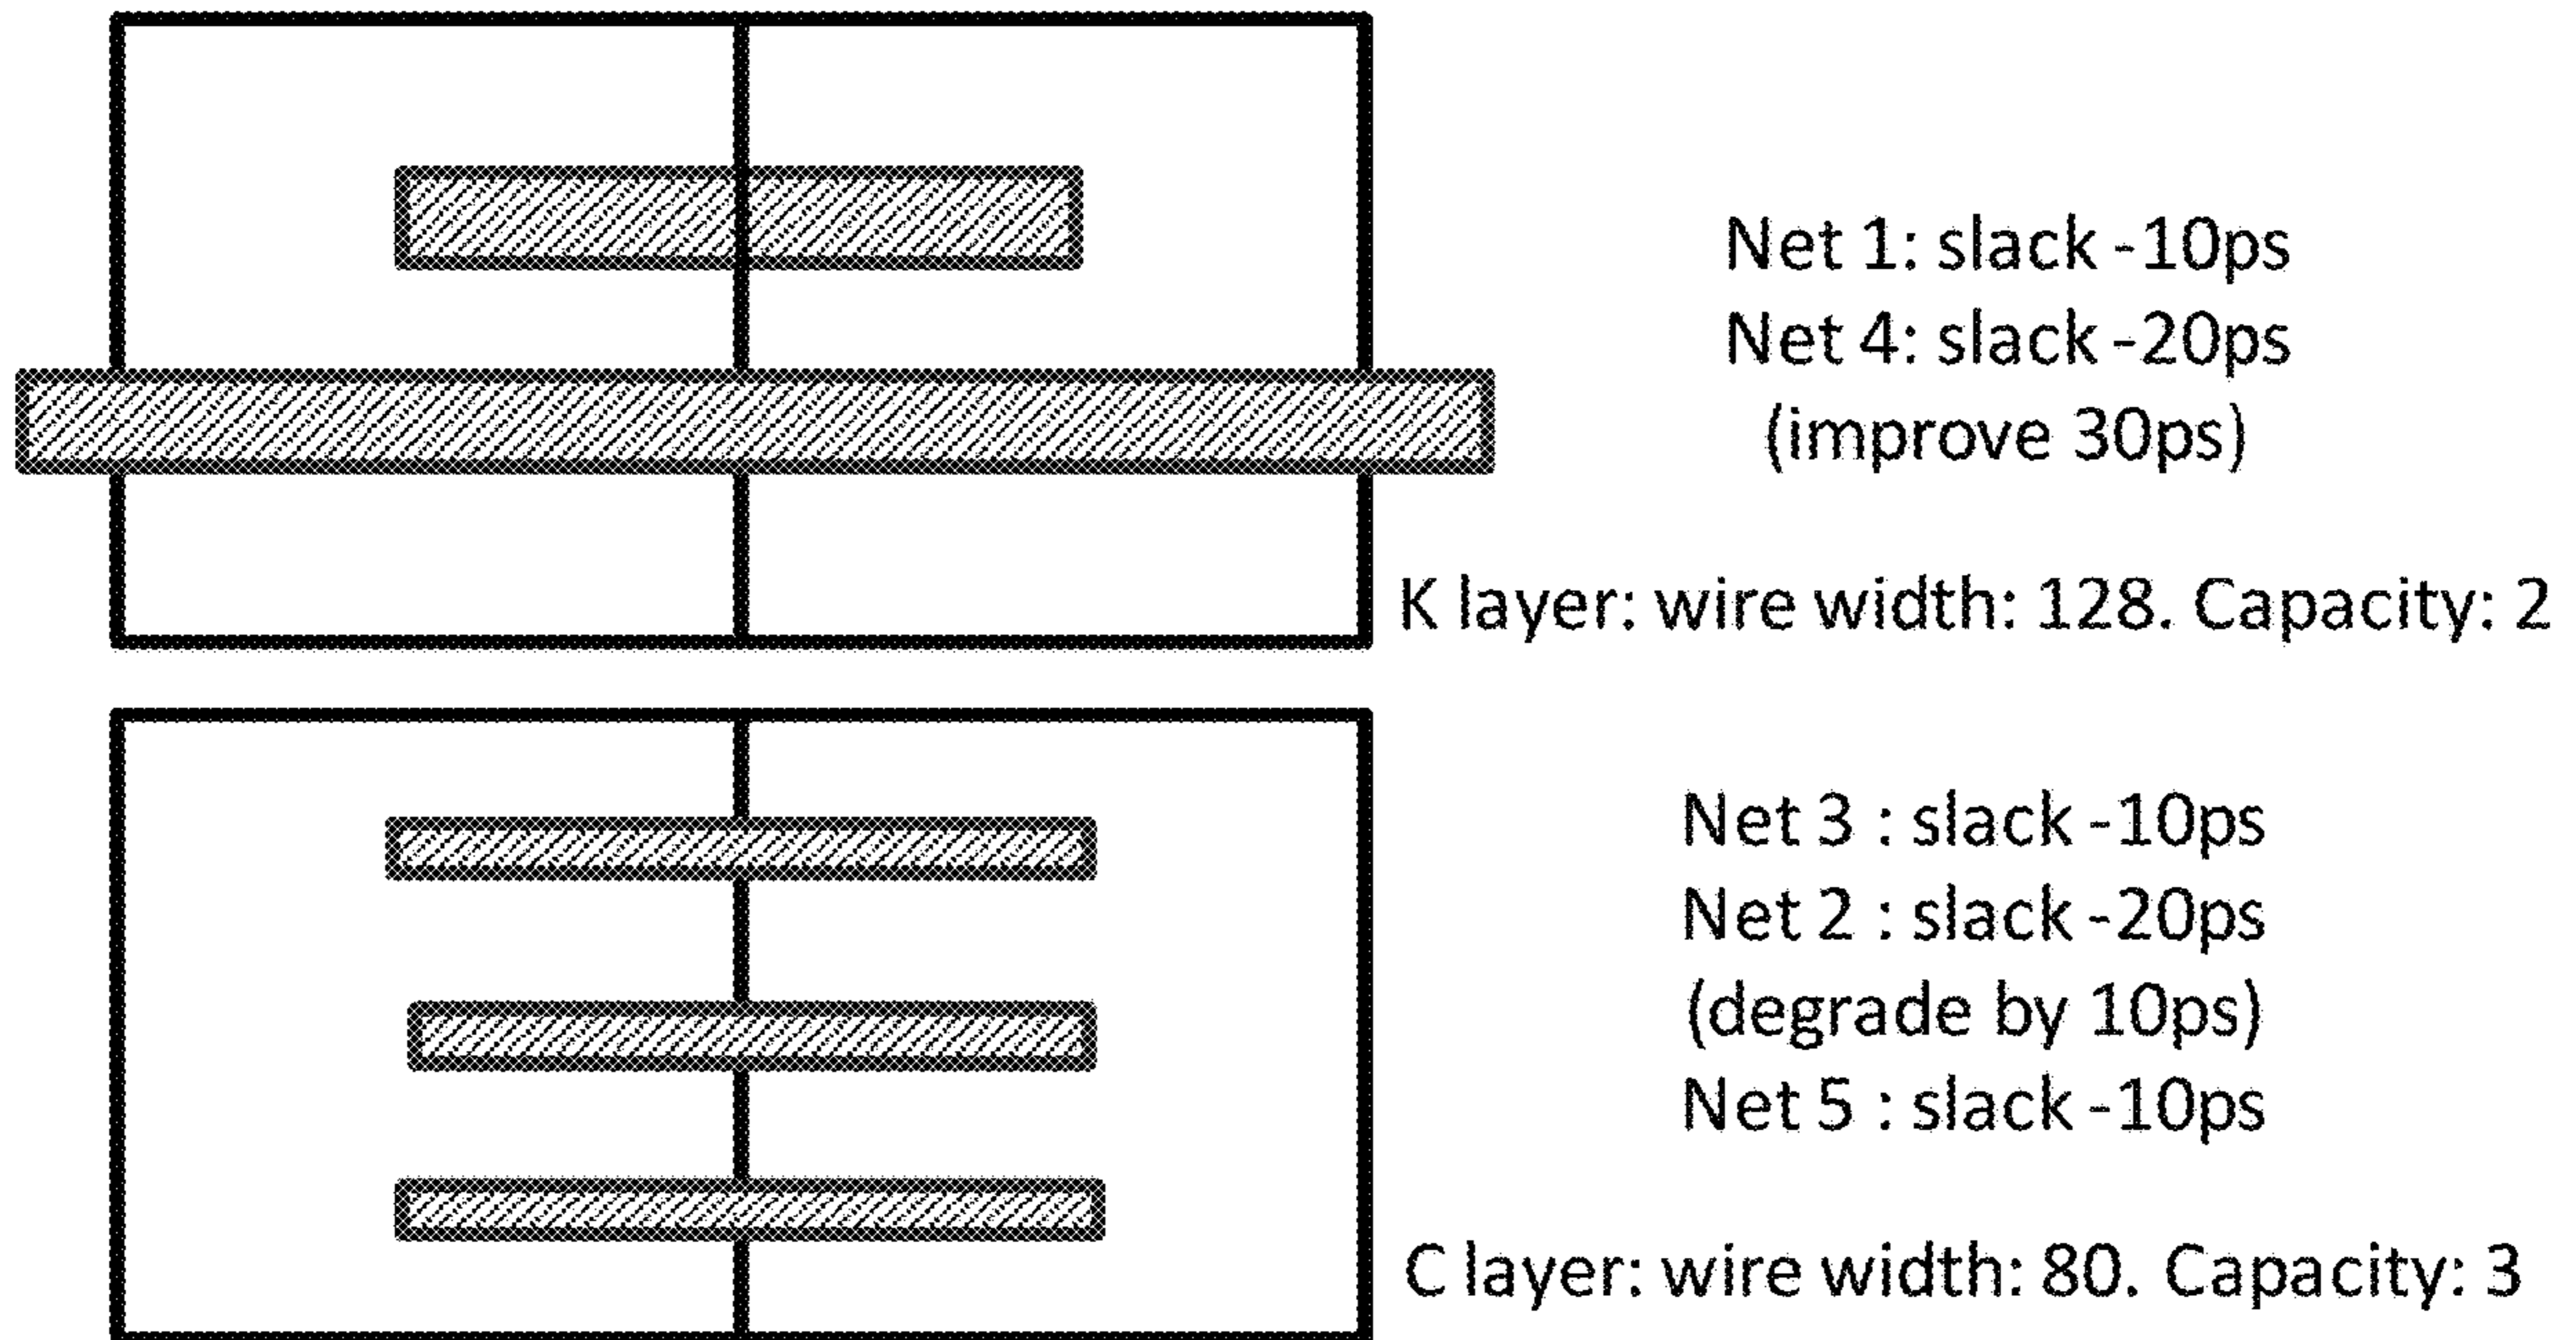 Net 1: slack -10ps
Net 4: slack -20ps
(improve 30ps)
K layer: wire width: 128. Capacity: 2
Net 3 : slack -10ps
Net 2 : slack -20ps
(degrade by 10ps)
Net 5 : slack -10ps
C layer: wire width: 80. Capacity: 3